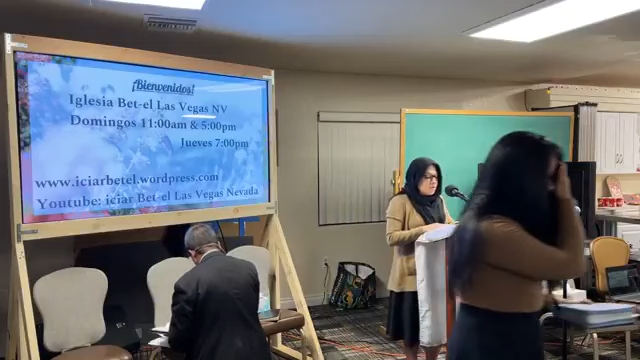 ¡Bienvenidos!
Iglesia Bet-el Las Vegas NV
Domingos 11:00am & 5:00pm
Jueves 7:00pm
www.iciarbetel.wordpress.com
Youtube: iciar Bet-el Las Vegas Nevada